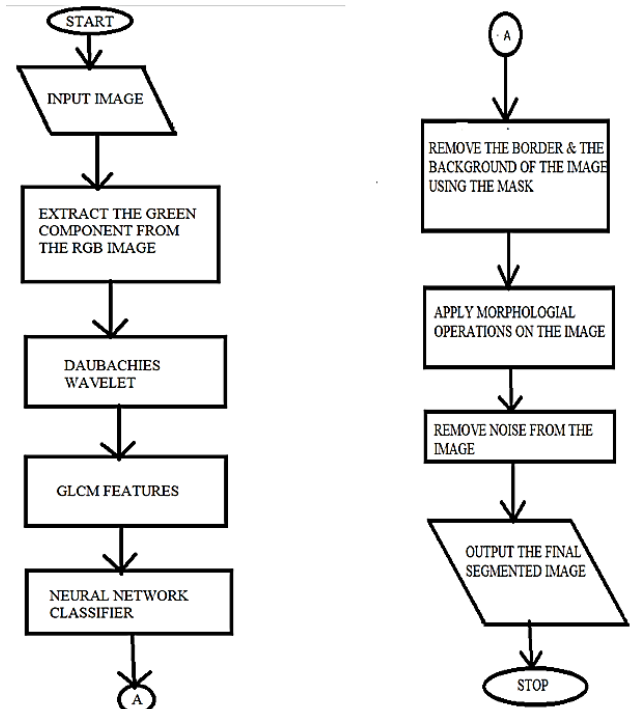 START
INPUT IMAGE
EXTRACT THE GREEN
COMPONENT FROM
THE RGB IMAGE
DAUBACHIES
WAVELET
GLCM FEATURES
NEURAL NETWORK
CLASSIFIER
A
A
REMOVE THE BORDER & THE
BACKGROUND OF THE IMAGE
USING THE MASK
APPLY MORPHOLOGIAL
OPERATIONS ON THE IMAGE
REMOVE NOISE FROM THE
IMAGE
OUTPUT THE FINAL
SEGMENTED IMAGE
STOP